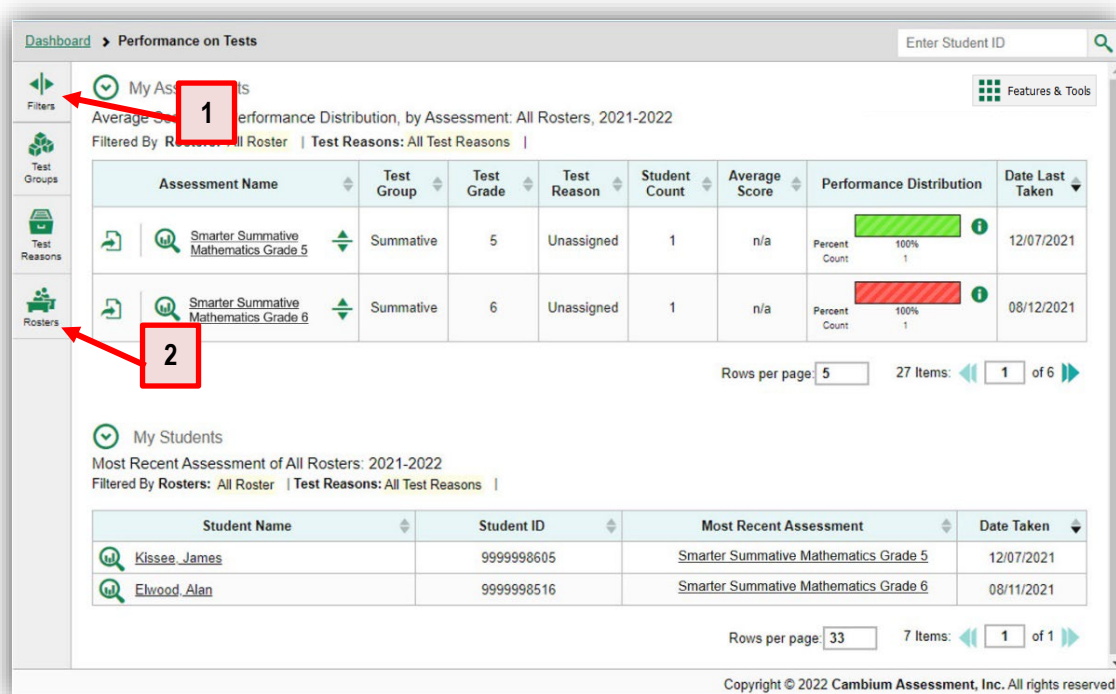 Dashboard > Performance on Tests
Enter Student ID
Filters
Test
Groups
Test
Reasons
Rosters
1
2
My Ass ts
Features & Tools
Average erformance Distribution, by Assessment: All Rosters, 2021-2022
Filtered By All Roster | Test Reasons: All Test Reasons |
Assessment Name
Test
Group
Test
Grade
Test
Reason
Student
Count
Average
Score
Performance Distribution
Date Last
Taken
Smarter Summative
Mathematics Grade 5
Summative
5
Unassigned
1
n/a
Percent 100%
Count 1
12/07/2021
Smarter Summative
Mathematics Grade 6
Summative
6
Unassigned
1
n/a
Percent 100%
Count 1
08/12/2021
Rows per page: 5 27 Items: 1 of 6
My Students
Most Recent Assessment of All Rosters: 2021-2022
Filtered By Rosters: All Roster | Test Reasons: All Test Reasons |
Student Name Student ID Most Recent Assessment Date Taken
Kissee, James 9999998605 Smarter Summative Mathematics Grade 5 12/07/2021
Elwood, Alan 9999998516 Smarter Summative Mathematics Grade 6 08/11/2021
Rows per page: 33 7 Items: 1 of 1
Copyright © 2022 Cambium Assessment, Inc. All rights reserved